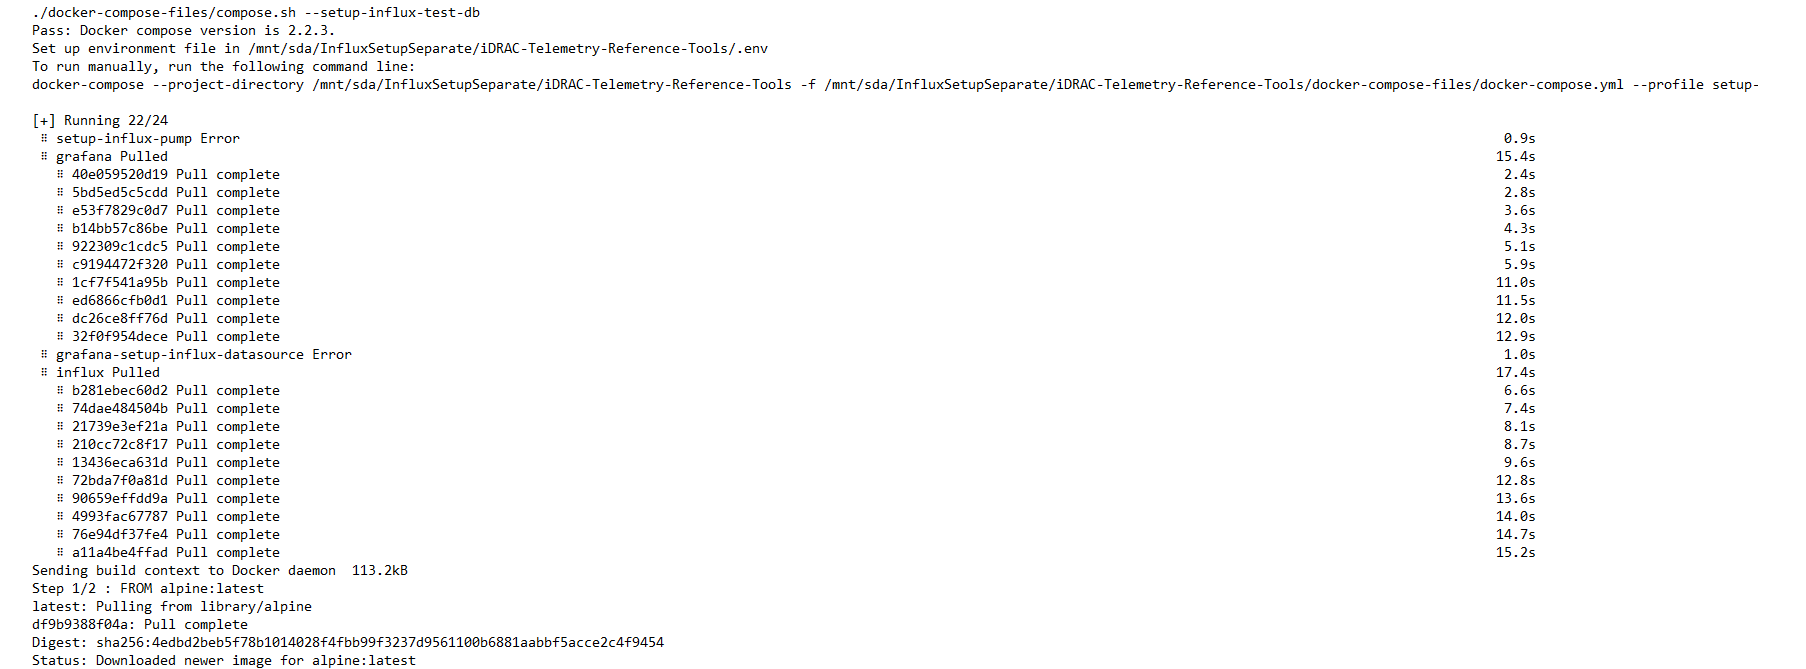 ./docker-compose-files/compose.sh --setup-influx-test-db
Pass: Docker compose version is 2.2.3.
Set up environment file in /mnt/sda/InfluxSetupSeparate/iDRAC-Telemetry-Reference-Tools/.env
To run manually, run the following command line:
docker-compose --project-directory /mnt/sda/InfluxSetupSeparate/iDRAC-Telemetry-Reference-Tools -f /mnt/sda/InfluxSetupSeparate/iDRAC-Telemetry-Reference-Tools/docker-compose-files/docker-compose.yml --profile setup-
[+] Running 22/24
⠿ setup-influx-pump Error 0.9s
⠿ grafana Pulled 15.4s
⠿ 40e059520d19 Pull complete 2.4s
⠿ 5bd5ed5c5cdd Pull complete 2.8s
⠿ e53f7829c0d7 Pull complete 3.6s
⠿ b14bb57c86be Pull complete 4.3s
⠿ 922309c1cdc5 Pull complete 5.1s
⠿ c9194472f320 Pull complete 5.9s
⠿ 1cf7f541a95b Pull complete 11.0s
⠿ ed6866cfb0d1 Pull complete 11.5s
⠿ dc26ce8ff76d Pull complete 12.0s
⠿ 32f0f954dece Pull complete 12.9s
⠿ grafana-setup-influx-datasource Error 1.0s
⠿ influx Pulled 17.4s
⠿ b281ebec60d2 Pull complete 6.6s
⠿ 74dae484504b Pull complete 7.4s
⠿ 21739e3ef21a Pull complete 8.1s
⠿ 210cc72c8f17 Pull complete 8.7s
⠿ 13436eca631d Pull complete 9.6s
⠿ 72bda7f0a81d Pull complete 12.8s
⠿ 90659effdd9a Pull complete 13.6s
⠿ 4993fac67787 Pull complete 14.0s
⠿ 76e94df37fe4 Pull complete 14.7s
⠿ a11a4be4ffad Pull complete 15.2s
Sending build context to Docker daemon  113.2kB
Step 1/2 : FROM alpine:latest
latest: Pulling from library/alpine
df9b9388f04a: Pull complete
Digest: sha256:4edbd2beb5f78b1014028f4fbb99f3237d9561100b6881aabbf5acce2c4f9454
Status: Downloaded newer image for alpine:latest